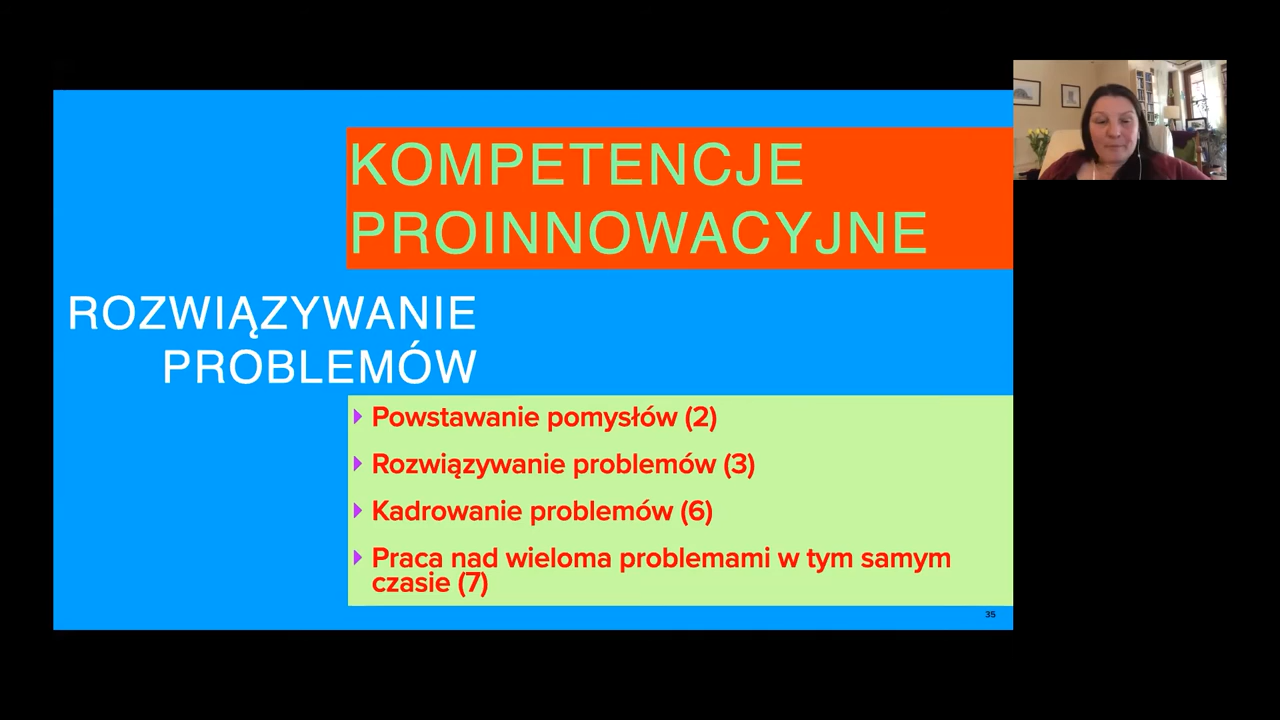 KOMPETENCJE
PROINNOWACYJNE
ROZWIĄZYWANIE
PROBLEMÓW
Powstawanie pomysłów (2)
Rozwiązywanie problemów (3)
Kadrowanie problemów (6)
Praca nad wieloma problemami w tym samym
czasie (7)
35